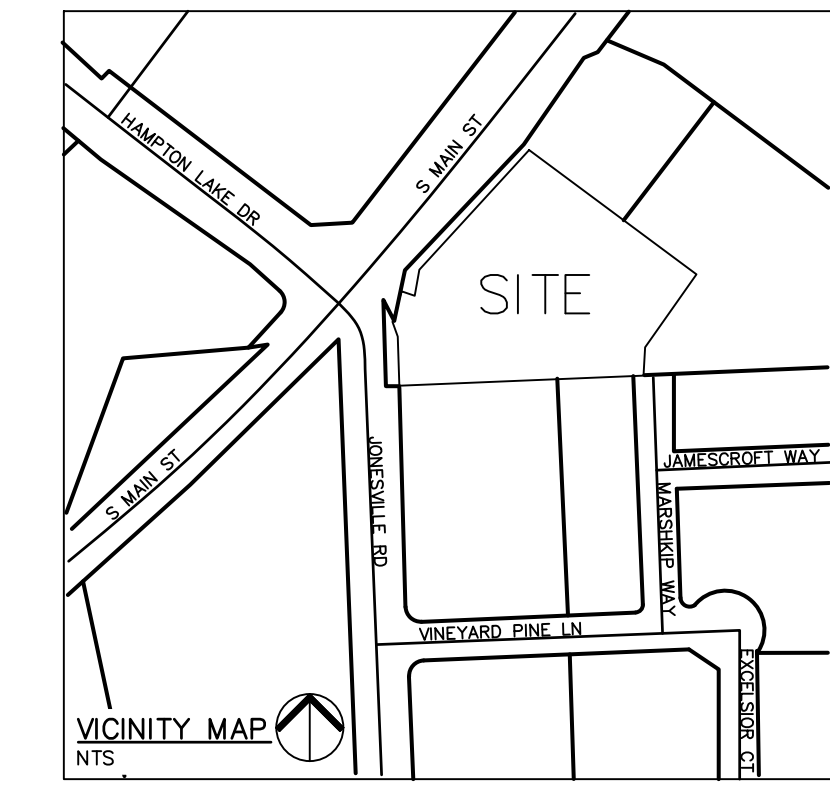 HAMPTON LAKE DR
S MAIN ST
SITE
S MAIN ST
JONESVILLE RD
JAMESCROFT WAY
MARSHKIP WAY
VINEYARD PINE LN
EXCELSIOR CT
VICINITY MAP
NTS